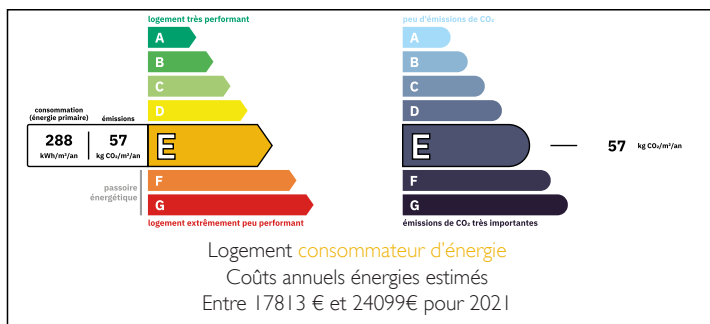 logement très performant
A
B
C
D
consommation
(énergie primaire)
émissions
288
kWh/m²/an
57
kg CO₂/m²/an
E
passoire
énergétique
F
G
logement extrêmement peu performant
peu d'émissions de CO₂
A
B
C
D
E
57 kg CO₂/m²/an
F
G
émissions de CO₂ très importantes
Logement consommateur d'énergie
Coûts annuels énergies estimés
Entre 17813 € et 24099€ pour 2021